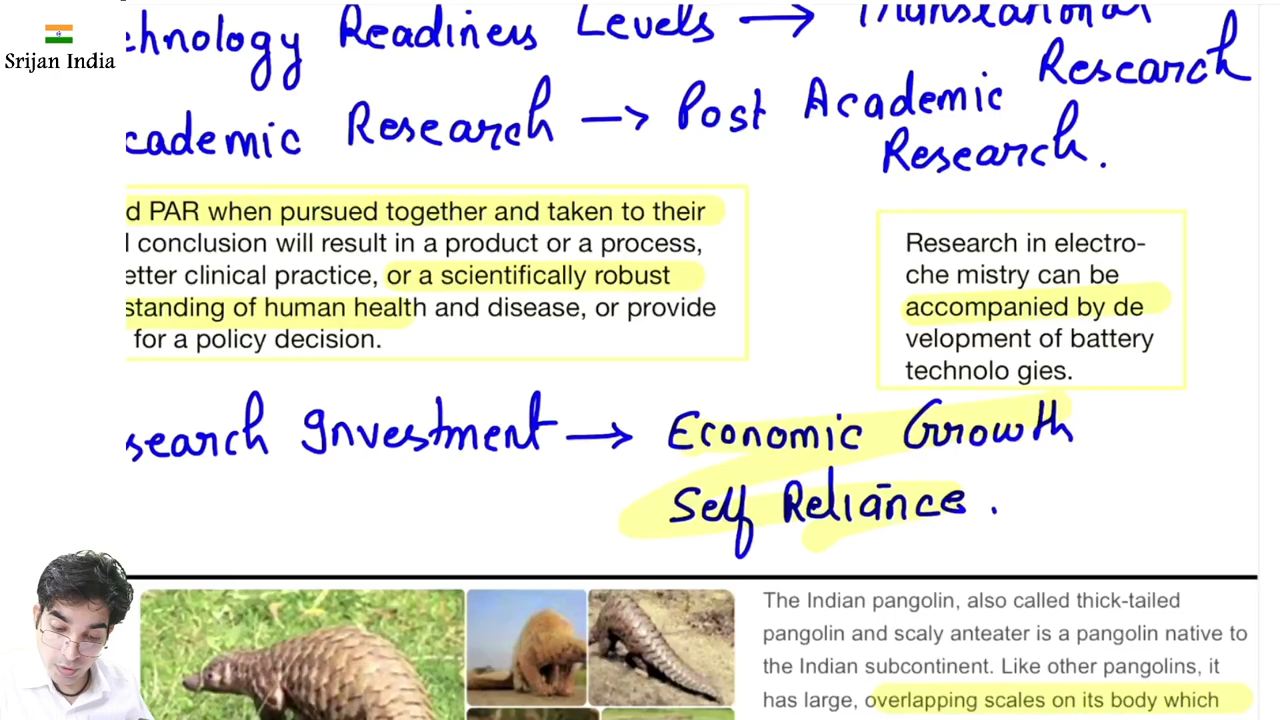 Srijan India
chnology Readiness Levels → Translational
Research
cademic Research → Post Academic
Research.
d PAR when pursued together and taken to their
l conclusion will result in a product or a process,
etter clinical practice, or a scientifically robust
standing of human health and disease, or provide
for a policy decision.
Research in electro-
che mistry can be
accompanied by de
velopment of battery
technolo gies.
search Investment → Economic Growth
Self Reliance.
The Indian pangolin, also called thick-tailed
pangolin and scaly anteater is a pangolin native to
the Indian subcontinent. Like other pangolins, it
has large, overlapping scales on its body which